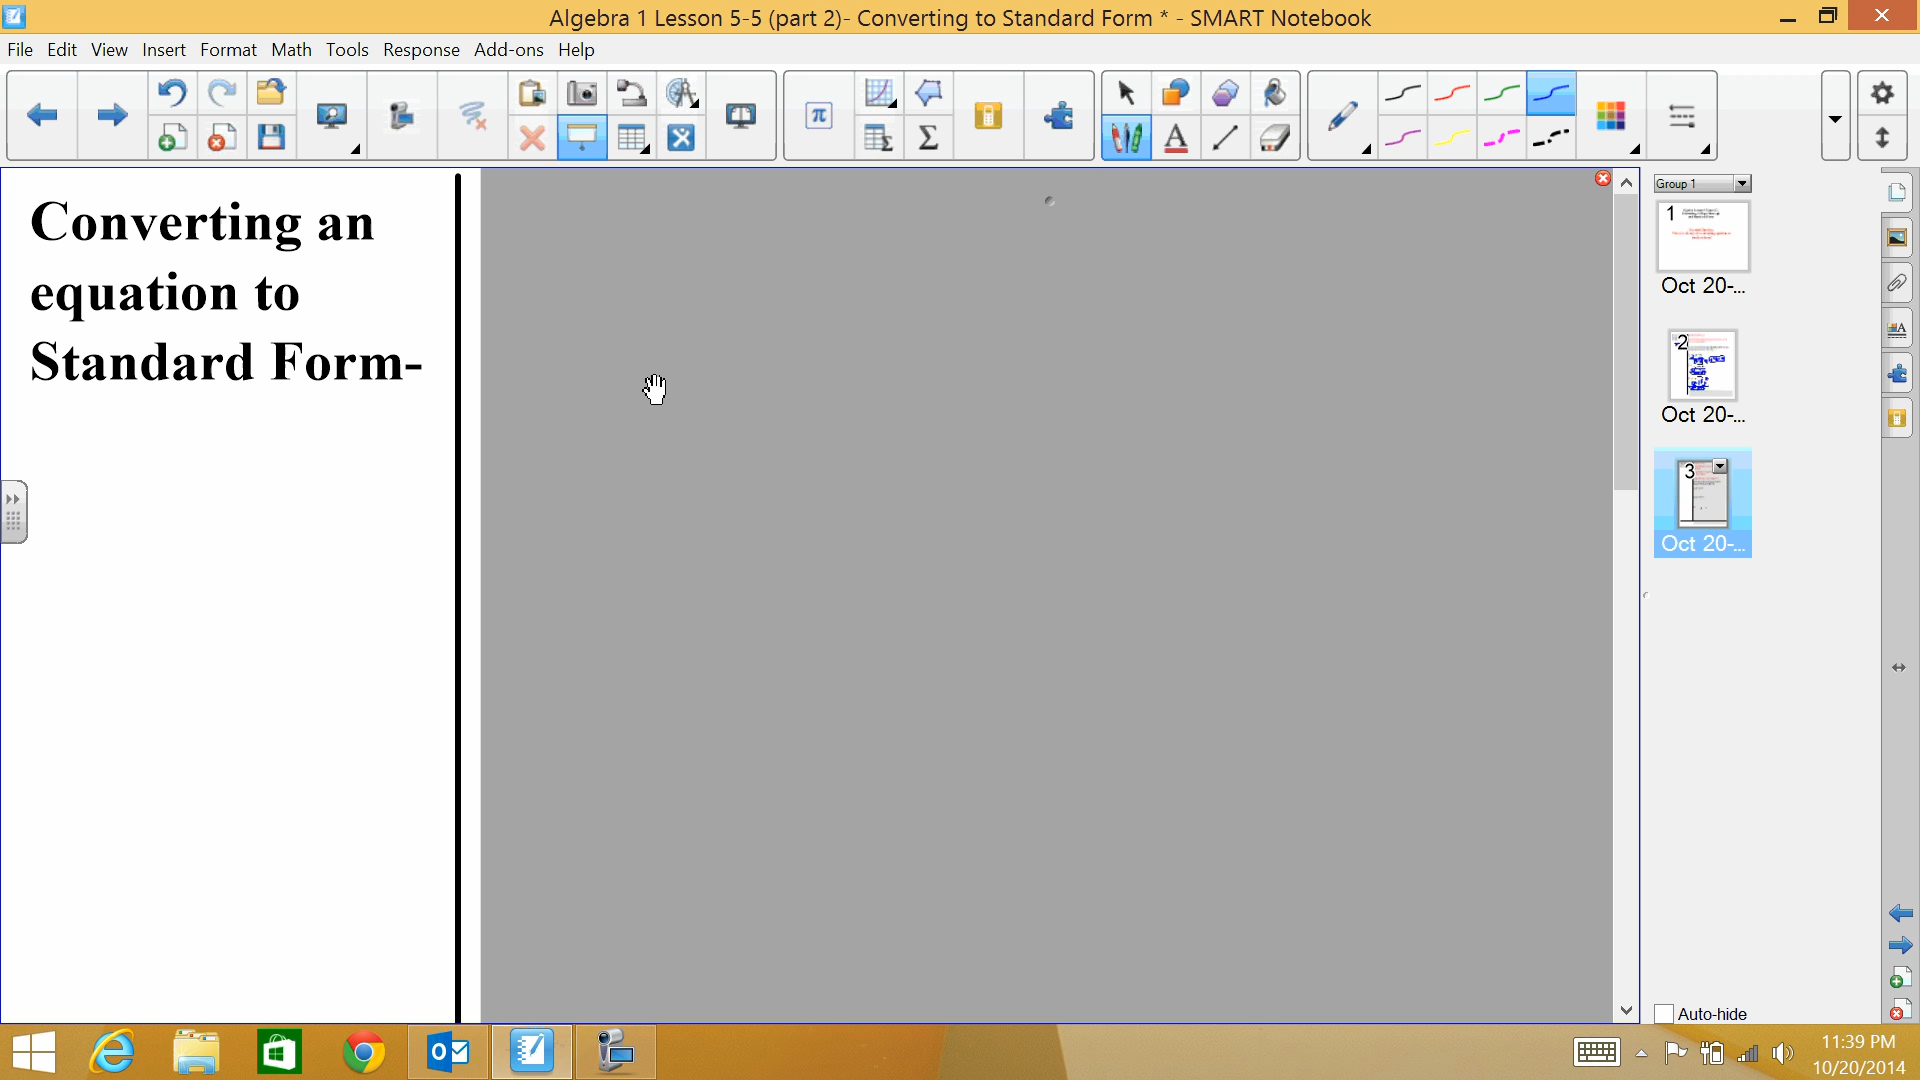 Algebra 1 Lesson 5-5 (part 2)- Converting to Standard Form * - SMART Notebook
File Edit View Insert Format Math Tools Response Add-ons Help
Converting an
equation to
Standard Form-
Group 1
1
Oct 20-...
2
Oct 20-...
3
Oct 20-...
Auto-hide
11:39 PM
10/20/2014